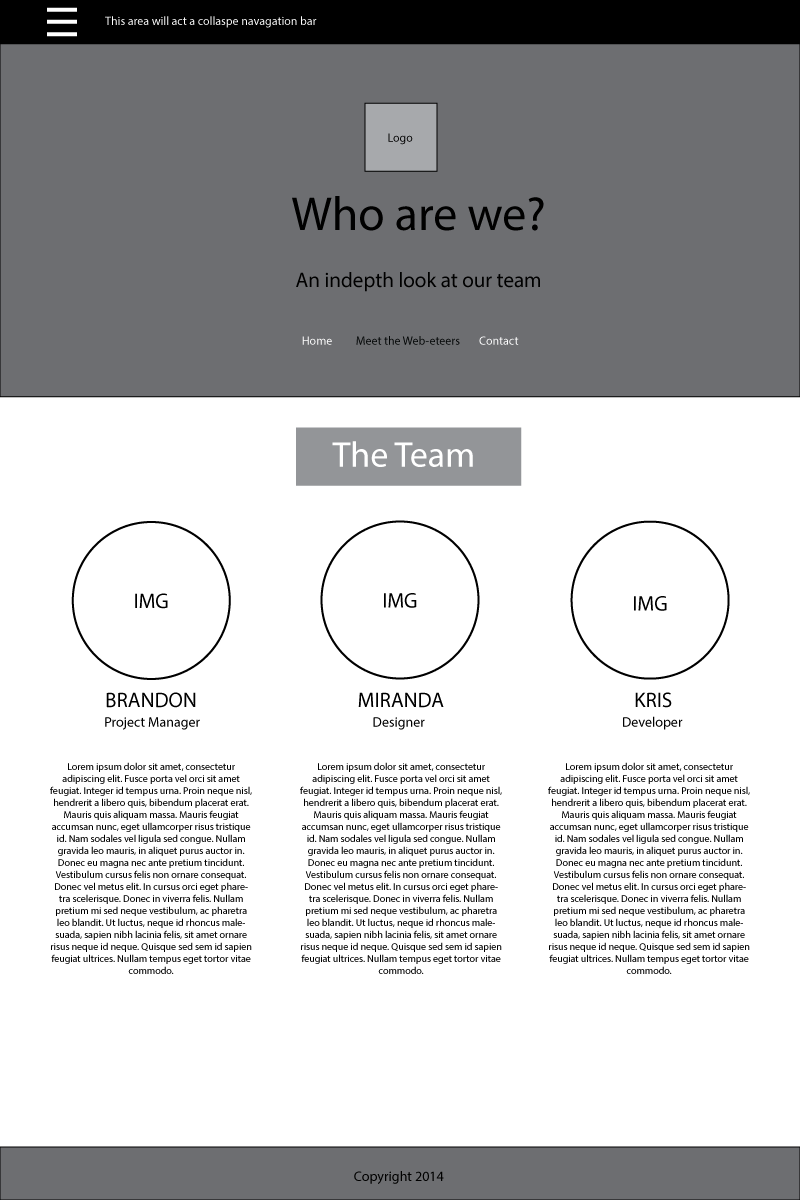 This area will act a collaspe navagation bar
Logo
Who are we?
An indepth look at our team
Home Meet the Web-eteers Contact
The Team
IMG IMG IMG
BRANDON
Project Manager
Lorem ipsum dolor sit amet, consectetur
adipiscing elit. Fusce porta vel orci sit amet
feugiat. Integer id tempus urna. Proin neque nisl,
hendrerit a libero quis, bibendum placerat erat.
Mauris quis aliquam massa. Mauris feugiat
accumsan nunc, eget ullamcorper risus tristique
id. Nam sodales vel ligula sed congue. Nullam
gravida leo mauris, in aliquet purus auctor in.
Donec eu magna nec ante pretium tincidunt.
Vestibulum cursus felis non ornare consequat.
Donec vel metus elit. In cursus orci eget phare-
tra scelerisque. Donec in viverra felis. Nullam
pretium mi sed neque vestibulum, ac pharetra
leo blandit. Ut luctus, neque id rhoncus male-
suada, sapien nibh lacinia felis, sit amet ornare
risus neque id neque. Quisque sed sem id sapien
feugiat ultrices. Nullam tempus eget tortor vitae
commodo.
MIRANDA
Designer
Lorem ipsum dolor sit amet, consectetur
adipiscing elit. Fusce porta vel orci sit amet
feugiat. Integer id tempus urna. Proin neque nisl,
hendrerit a libero quis, bibendum placerat erat.
Mauris quis aliquam massa. Mauris feugiat
accumsan nunc, eget ullamcorper risus tristique
id. Nam sodales vel ligula sed congue. Nullam
gravida leo mauris, in aliquet purus auctor in.
Donec eu magna nec ante pretium tincidunt.
Vestibulum cursus felis non ornare consequat.
Donec vel metus elit. In cursus orci eget phare-
tra scelerisque. Donec in viverra felis. Nullam
pretium mi sed neque vestibulum, ac pharetra
leo blandit. Ut luctus, neque id rhoncus male-
suada, sapien nibh lacinia felis, sit amet ornare
risus neque id neque. Quisque sed sem id sapien
feugiat ultrices. Nullam tempus eget tortor vitae
commodo.
KRIS
Developer
Lorem ipsum dolor sit amet, consectetur
adipiscing elit. Fusce porta vel orci sit amet
feugiat. Integer id tempus urna. Proin neque nisl,
hendrerit a libero quis, bibendum placerat erat.
Mauris quis aliquam massa. Mauris feugiat
accumsan nunc, eget ullamcorper risus tristique
id. Nam sodales vel ligula sed congue. Nullam
gravida leo mauris, in aliquet purus auctor in.
Donec eu magna nec ante pretium tincidunt.
Vestibulum cursus felis non ornare consequat.
Donec vel metus elit. In cursus orci eget phare-
tra scelerisque. Donec in viverra felis. Nullam
pretium mi sed neque vestibulum, ac pharetra
leo blandit. Ut luctus, neque id rhoncus male-
suada, sapien nibh lacinia felis, sit amet ornare
risus neque id neque. Quisque sed sem id sapien
feugiat ultrices. Nullam tempus eget tortor vitae
commodo.
Copyright 2014